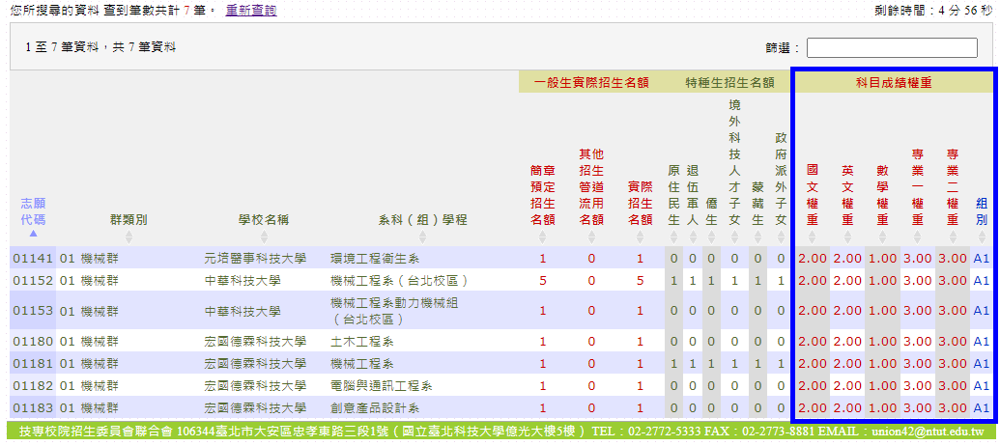 您所搜尋的資料 查到筆數共計 7 筆。 重新查詢 剩餘時間：4 分 56 秒
1 至 7 筆資料，共 7 筆資料 篩選：
一般生實際招生名額 特種生招生名額 科目成績權重
志願代碼 群類別 學校名稱 系科（組）學程 簡章預定招生名額 其他招生管道流用名額 實際招生名額 原住民生 退伍軍人 僑生 境外科技人才子女 蒙藏生 政府派外子女 國文權重 英文權重 數學權重 專業一權重 專業二權重 組別
01141 01 機械群 元培醫事科技大學 環境工程衛生系 1 0 1 0 0 0 0 0 0 2.00 2.00 1.00 3.00 3.00 A1
01152 01 機械群 中華科技大學 機械工程系（台北校區） 5 0 5 1 1 1 1 1 1 2.00 2.00 1.00 3.00 3.00 A1
01153 01 機械群 中華科技大學 機械工程系動力機械組（台北校區） 1 0 1 0 0 0 0 0 0 2.00 2.00 1.00 3.00 3.00 A1
01180 01 機械群 宏國德霖科技大學 土木工程系 1 0 1 0 0 0 0 0 0 2.00 2.00 1.00 3.00 3.00 A1
01181 01 機械群 宏國德霖科技大學 機械工程系 1 0 1 1 1 1 1 1 1 2.00 2.00 1.00 3.00 3.00 A1
01182 01 機械群 宏國德霖科技大學 電腦與通訊工程系 1 0 1 0 0 0 0 0 0 2.00 2.00 1.00 3.00 3.00 A1
01183 01 機械群 宏國德霖科技大學 創意產品設計系 1 0 1 0 0 0 0 0 0 2.00 2.00 1.00 3.00 3.00 A1
技專校院招生委員會聯合會 106344臺北市大安區忠孝東路三段1號（國立臺北科技大學億光大樓5樓） TEL：02-2772-5333 FAX：02-2773-8881 EMAIL：union42@ntut.edu.tw